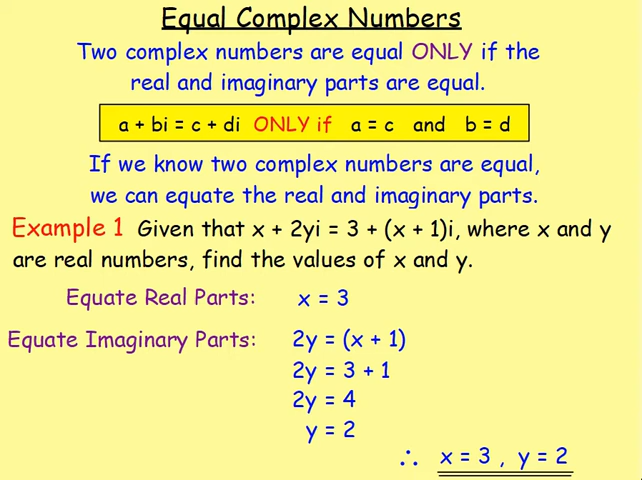 Equal Complex Numbers
Two complex numbers are equal ONLY if the
real and imaginary parts are equal.
a + bi = c + di ONLY if a = c and b = d
If we know two complex numbers are equal,
we can equate the real and imaginary parts.
Example 1 Given that x + 2yi = 3 + (x + 1)i, where x and y
are real numbers, find the values of x and y.
Equate Real Parts: x = 3
Equate Imaginary Parts: 2y = (x + 1)
2y = 3 + 1
2y = 4
y = 2
∴ x = 3 , y = 2